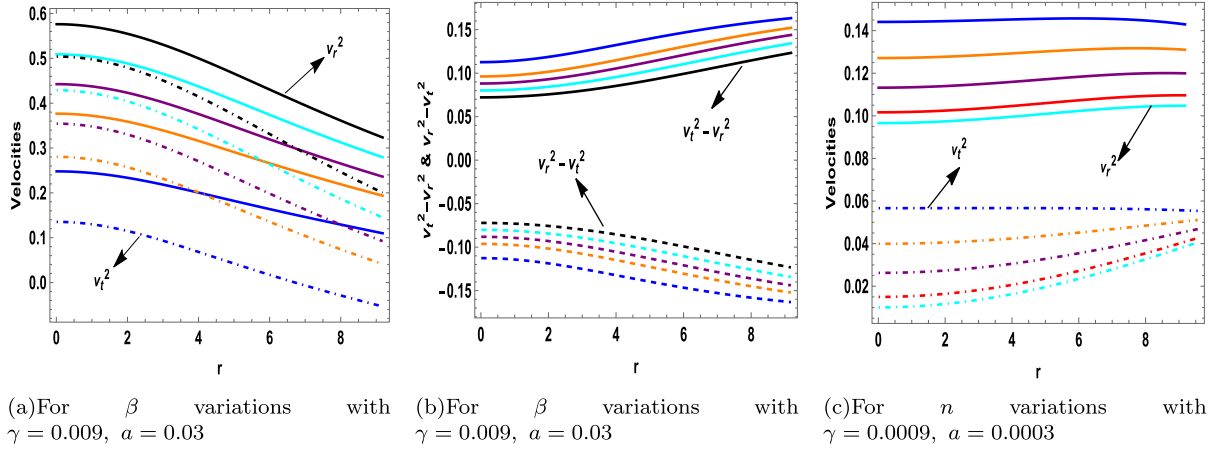 0.6
0.5
0.4
0.3
0.2
0.1
0.0
Velocities
v_r^2
v_t^2
0 2 4 6 8
r
(a)For β variations with
γ = 0.009, a = 0.03
0.15
0.10
0.05
0.00
−0.05
−0.10
−0.15
v_t^2−v_r^2 & v_r^2−v_t^2
v_t^2−v_r^2
v_r^2−v_t^2
0 2 4 6 8
r
(b)For β variations with
γ = 0.009, a = 0.03
0.14
0.12
0.10
0.08
0.06
0.04
0.02
Velocities
v_t^2
v_r^2
0 2 4 6 8
r
(c)For n variations with
γ = 0.0009, a = 0.0003